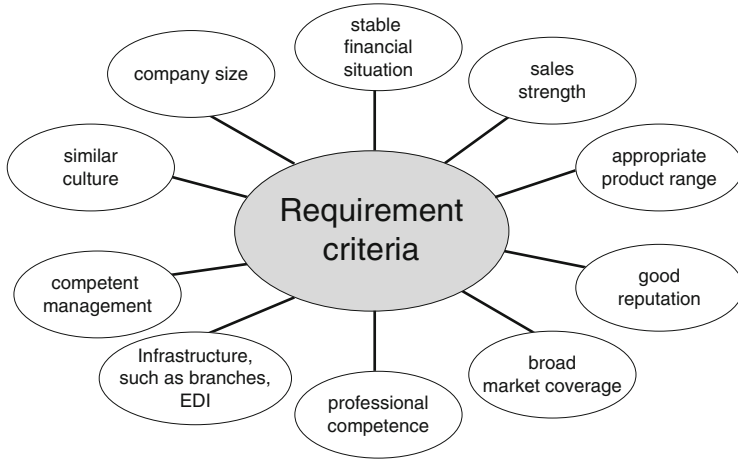 stable
financial
situation
company size
sales
strength
similar
culture
appropriate
product range
Requirement
criteria
competent
management
good
reputation
Infrastructure,
such as branches,
EDI
broad
market coverage
professional
competence